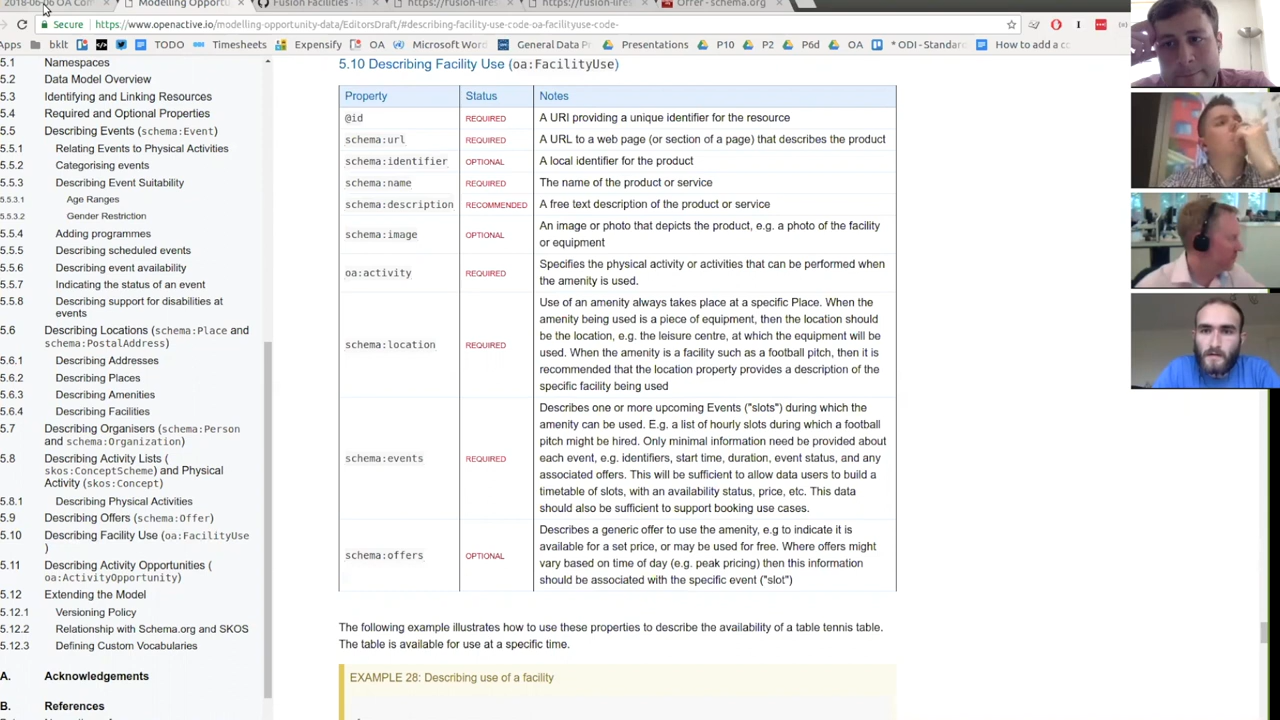 2018-06-06 OA Com
Modelling Opportu
Fusion Facilities - is
https://fusion-lifes
https://fusion-lifes
Offer - schema.org
Secure
https://www.openactive.io/modelling-opportunity-data/EditorsDraft/#describing-facility-use-code-oa-facilityuse-code-
Apps
bklt
TODO
Timesheets
Expensify
OA
Microsoft Word
General Data Pr
Presentations
P10
P2
P6d
OA
* ODI - Standard
How to add a co
5.1 Namespaces
5.2 Data Model Overview
5.3 Identifying and Linking Resources
5.4 Required and Optional Properties
5.5 Describing Events (schema:Event)
5.5.1 Relating Events to Physical Activities
5.5.2 Categorising events
5.5.3 Describing Event Suitability
5.5.3.1 Age Ranges
5.5.3.2 Gender Restriction
5.5.4 Adding programmes
5.5.5 Describing scheduled events
5.5.6 Describing event availability
5.5.7 Indicating the status of an event
5.5.8 Describing support for disabilities at
events
5.6 Describing Locations (schema:Place and
schema:PostalAddress)
5.6.1 Describing Addresses
5.6.2 Describing Places
5.6.3 Describing Amenities
5.6.4 Describing Facilities
5.7 Describing Organisers (schema:Person
and schema:Organization)
5.8 Describing Activity Lists (
skos:ConceptScheme) and Physical
Activity (skos:Concept)
5.8.1 Describing Physical Activities
5.9 Describing Offers (schema:Offer)
5.10 Describing Facility Use (oa:FacilityUse
)
5.11 Describing Activity Opportunities (
oa:ActivityOpportunity)
5.12 Extending the Model
5.12.1 Versioning Policy
5.12.2 Relationship with Schema.org and SKOS
5.12.3 Defining Custom Vocabularies
A. Acknowledgements
B. References
5.10 Describing Facility Use (oa:FacilityUse)
Property Status Notes
@id REQUIRED A URI providing a unique identifier for the resource
schema:url REQUIRED A URL to a web page (or section of a page) that describes the product
schema:identifier OPTIONAL A local identifier for the product
schema:name REQUIRED The name of the product or service
schema:description RECOMMENDED A free text description of the product or service
schema:image OPTIONAL An image or photo that depicts the product, e.g. a photo of the facility
or equipment
oa:activity REQUIRED Specifies the physical activity or activities that can be performed when
the amenity is used.
schema:location REQUIRED Use of an amenity always takes place at a specific Place. When the
amenity being used is a piece of equipment, then the location should
be the location, e.g. the leisure centre, at which the equipment will be
used. When the amenity is a facility such as a football pitch, then it is
recommended that the location property provides a description of the
specific facility being used
schema:events REQUIRED Describes one or more upcoming Events ("slots") during which the
amenity can be used. E.g. a list of hourly slots during which a football
pitch might be hired. Only minimal information need be provided about
each event, e.g. identifiers, start time, duration, event status, and any
associated offers. This will be sufficient to allow data users to build a
timetable of slots, with an availability status, price, etc. This data
should also be sufficient to support booking use cases.
schema:offers OPTIONAL Describes a generic offer to use the amenity, e.g to indicate it is
available for a set price, or may be used for free. Where offers might
vary based on time of day (e.g. peak pricing) then this information
should be associated with the specific event ("slot")
The following example illustrates how to use these properties to describe the availability of a table tennis table.
The table is available for use at a specific time.
EXAMPLE 28: Describing use of a facility